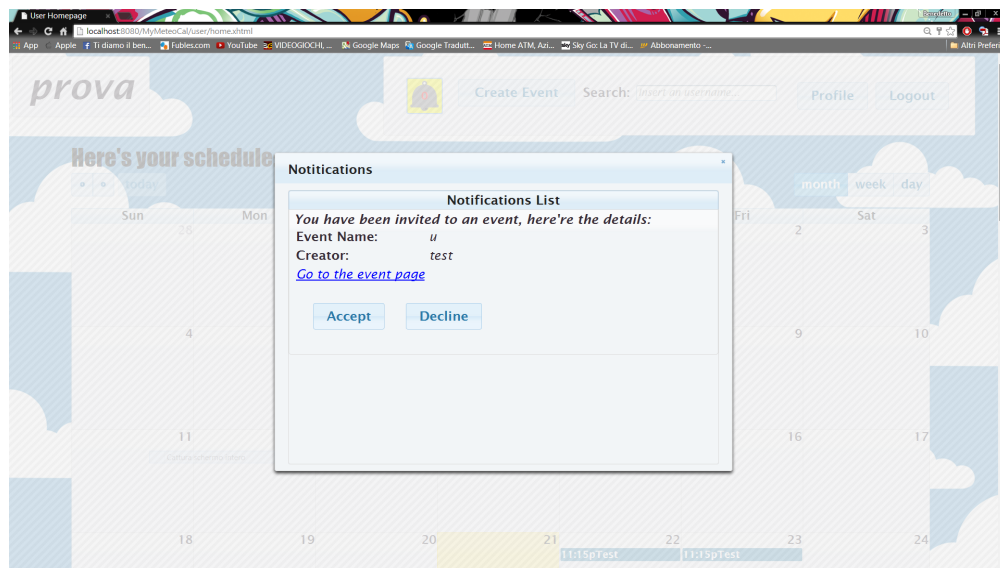 User Homepage
localhost:8080/MyMeteoCal/user/home.xhtml
App Apple Ti diamo il ben... Fubles.com YouTube VIDEOGIOCHI, ... Google Maps Google Tradutt... Home ATM, Azi... Sky Go: La TV di... Abbonamento -... Altri Prefer
prova
Create Event Search: Insert an username... Profile Logout
Here's your schedule
today
month week day
Sun Mon Fri Sat
28 2 3
4 9 10
11 16 17
18 19 20 21 22 23 24
11:15pTest 11:15pTest
Notitications
Notifications List
You have been invited to an event, here're the details:
Event Name: u
Creator: test
Go to the event page
Accept Decline